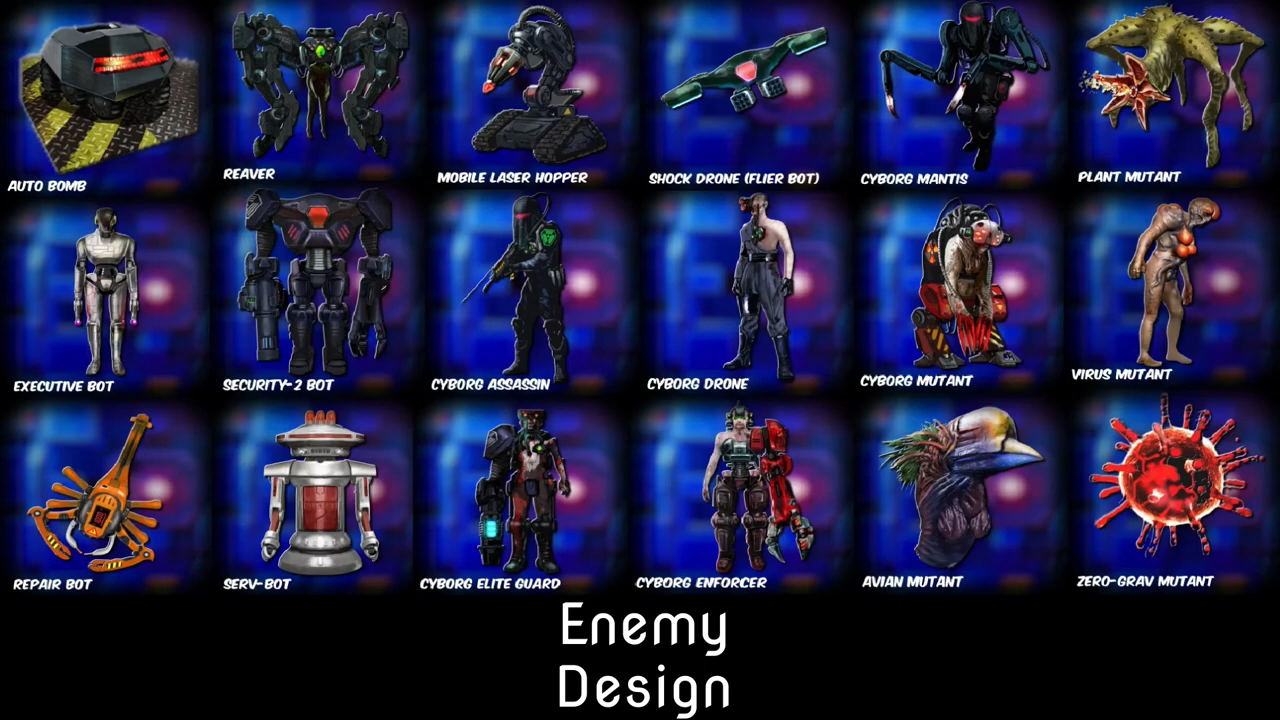 AUTO BOMB
REAVER
MOBILE LASER HOPPER
SHOCK DRONE (FLIER BOT)
CYBORG MANTIS
PLANT MUTANT
EXECUTIVE BOT
SECURITY-2 BOT
CYBORG ASSASSIN
CYBORG DRONE
CYBORG MUTANT
VIRUS MUTANT
REPAIR BOT
SERV-BOT
CYBORG ELITE GUARD
CYBORG ENFORCER
AVIAN MUTANT
ZERO-GRAV MUTANT
Enemy
Design